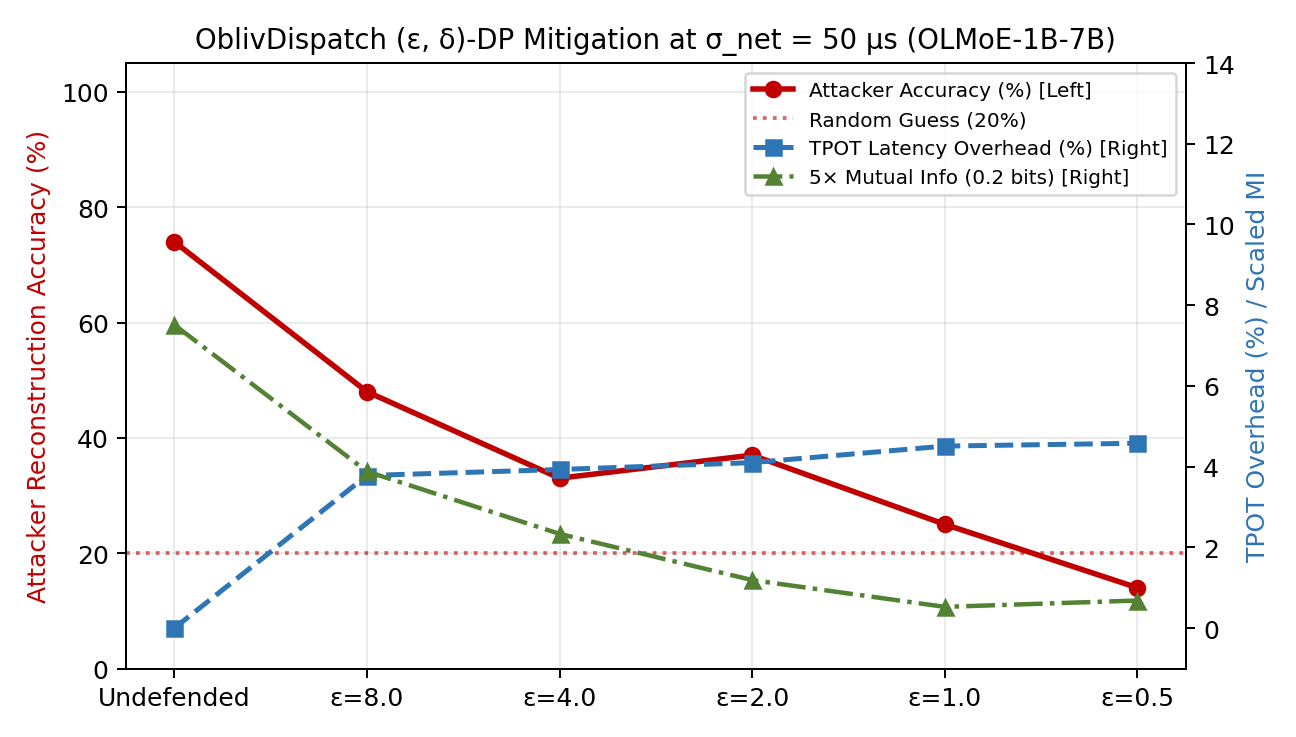 OblivDispatch (ε, δ)-DP Mitigation at σ_net = 50 μs (OLMoE-1B-7B)
Attacker Accuracy (%) [Left]
Random Guess (20%)
TPOT Latency Overhead (%) [Right]
5× Mutual Info (0.2 bits) [Right]
Attacker Reconstruction Accuracy (%)
100
80
60
40
20
0
14
12
10
8
6
4
2
0
TPOT Overhead (%) / Scaled MI
Undefended
ε=8.0
ε=4.0
ε=2.0
ε=1.0
ε=0.5